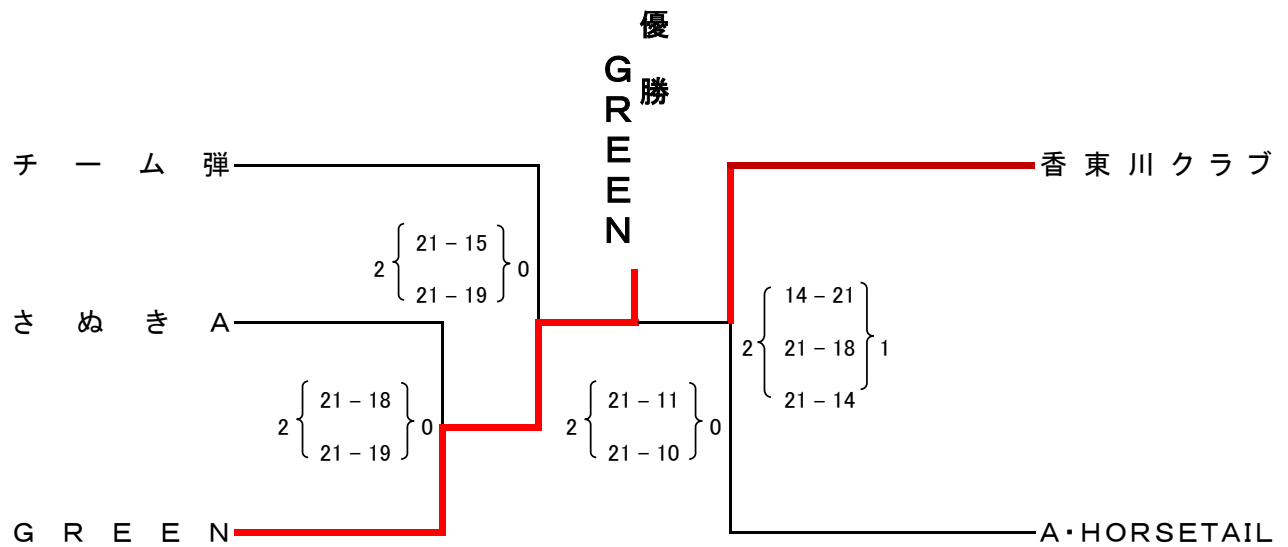 優勝
GREEN
チーム弾
香東川クラブ
2 { 21 − 15 } 0
21 − 19
さぬきA
2 { 14 − 21 } 1
21 − 18
21 − 14
2 { 21 − 18 } 0
21 − 19
2 { 21 − 11 } 0
21 − 10
GREEN
A・HORSETAIL